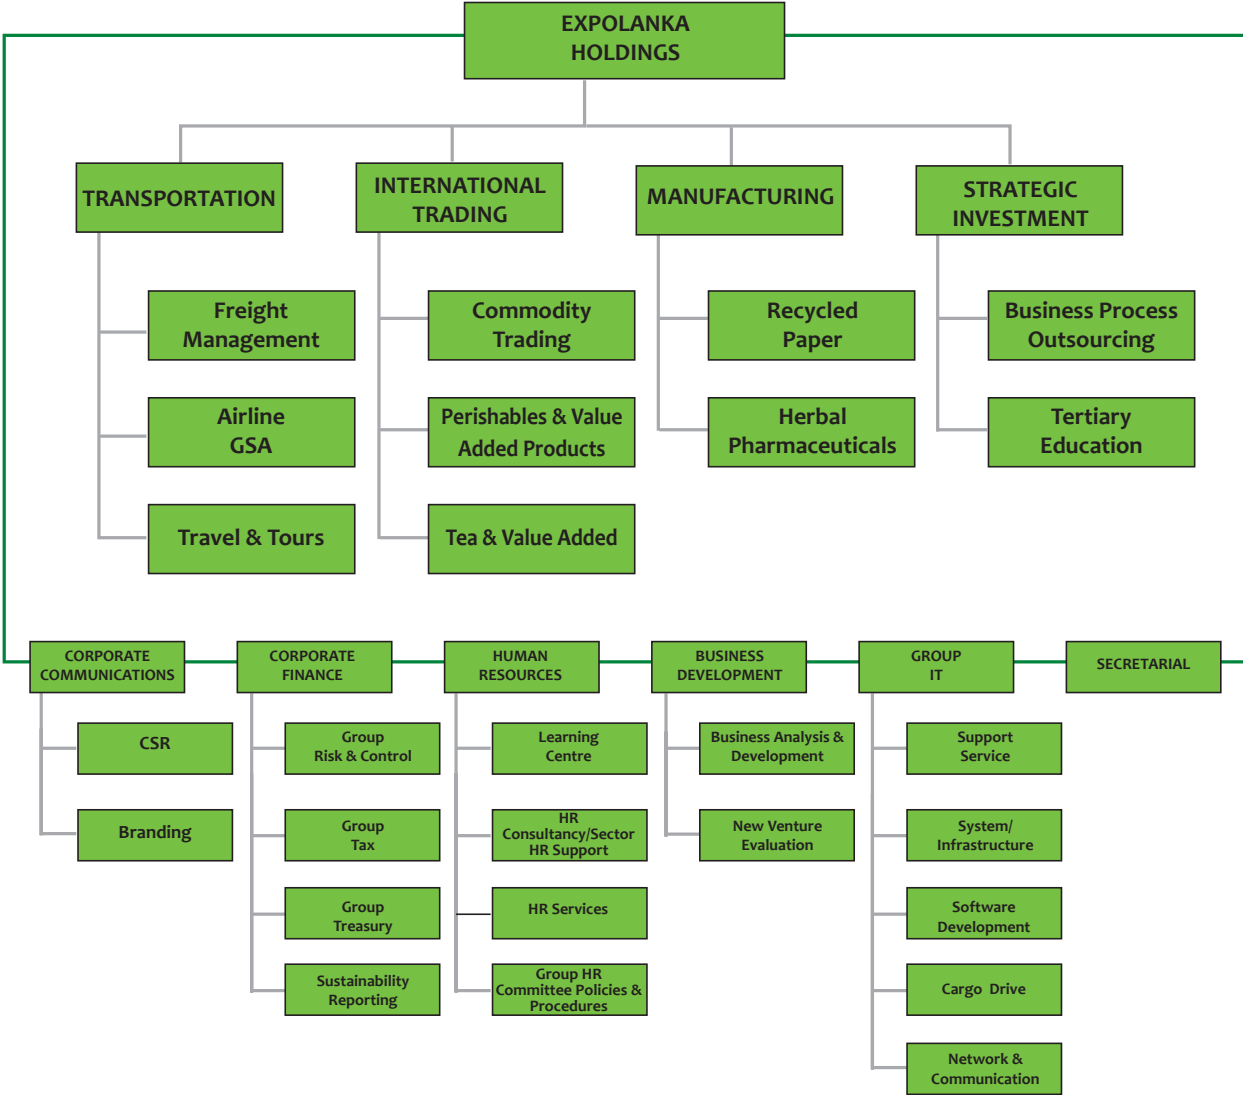 EXPOLANKA
HOLDINGS
TRANSPORTATION
INTERNATIONAL
TRADING
MANUFACTURING
STRATEGIC
INVESTMENT
Freight
Management
Commodity
Trading
Recycled
Paper
Business Process
Outsourcing
Airline
GSA
Perishables & Value
Added Products
Herbal
Pharmaceuticals
Tertiary
Education
Travel & Tours
Tea & Value Added
CORPORATE
COMMUNICATIONS
CORPORATE
FINANCE
HUMAN
RESOURCES
BUSINESS
DEVELOPMENT
GROUP
IT
SECRETARIAL
CSR
Group
Risk & Control
Learning
Centre
Business Analysis &
Development
Support
Service
Branding
Group
Tax
HR
Consultancy/Sector
HR Support
New Venture
Evaluation
System/
Infrastructure
Group
Treasury
HR Services
Software
Development
Sustainability
Reporting
Group HR
Committee Policies &
Procedures
Cargo Drive
Network &
Communication